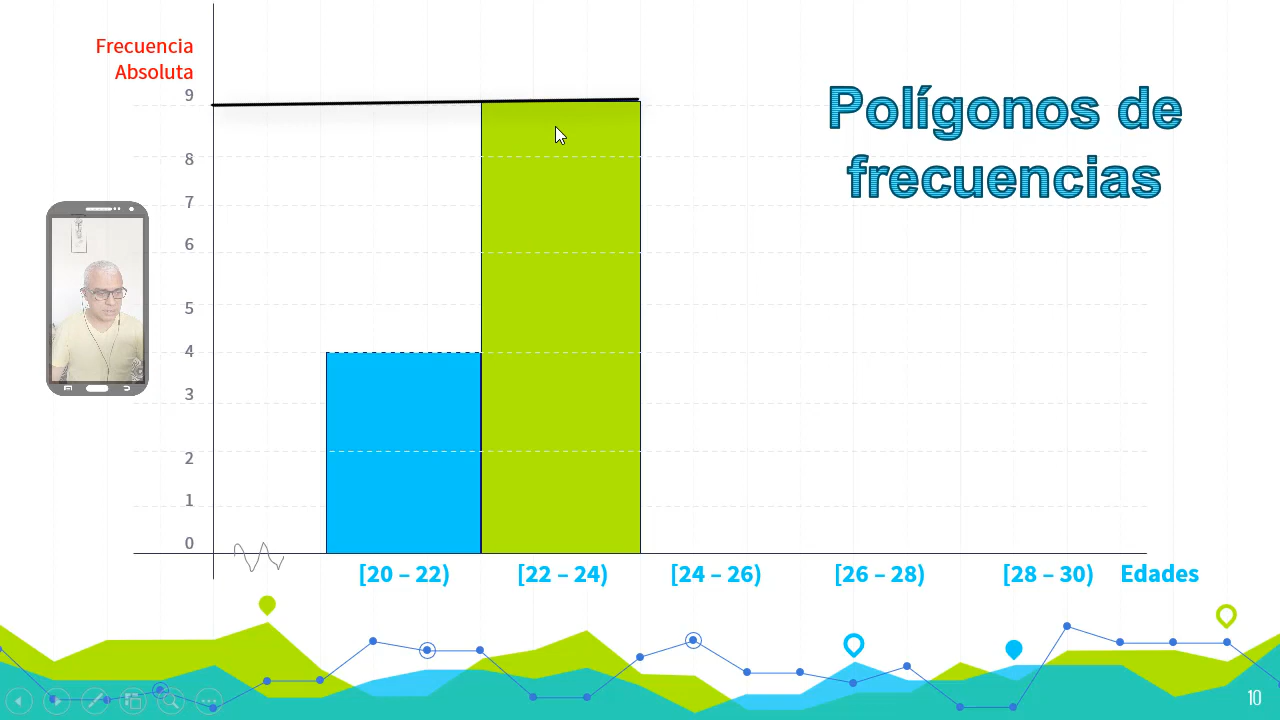 Frecuencia
Absoluta
Polígonos de
frecuencias
9
8
7
6
5
4
3
2
1
0
[20 – 22) [22 – 24) [24 – 26) [26 – 28) [28 – 30) Edades
10